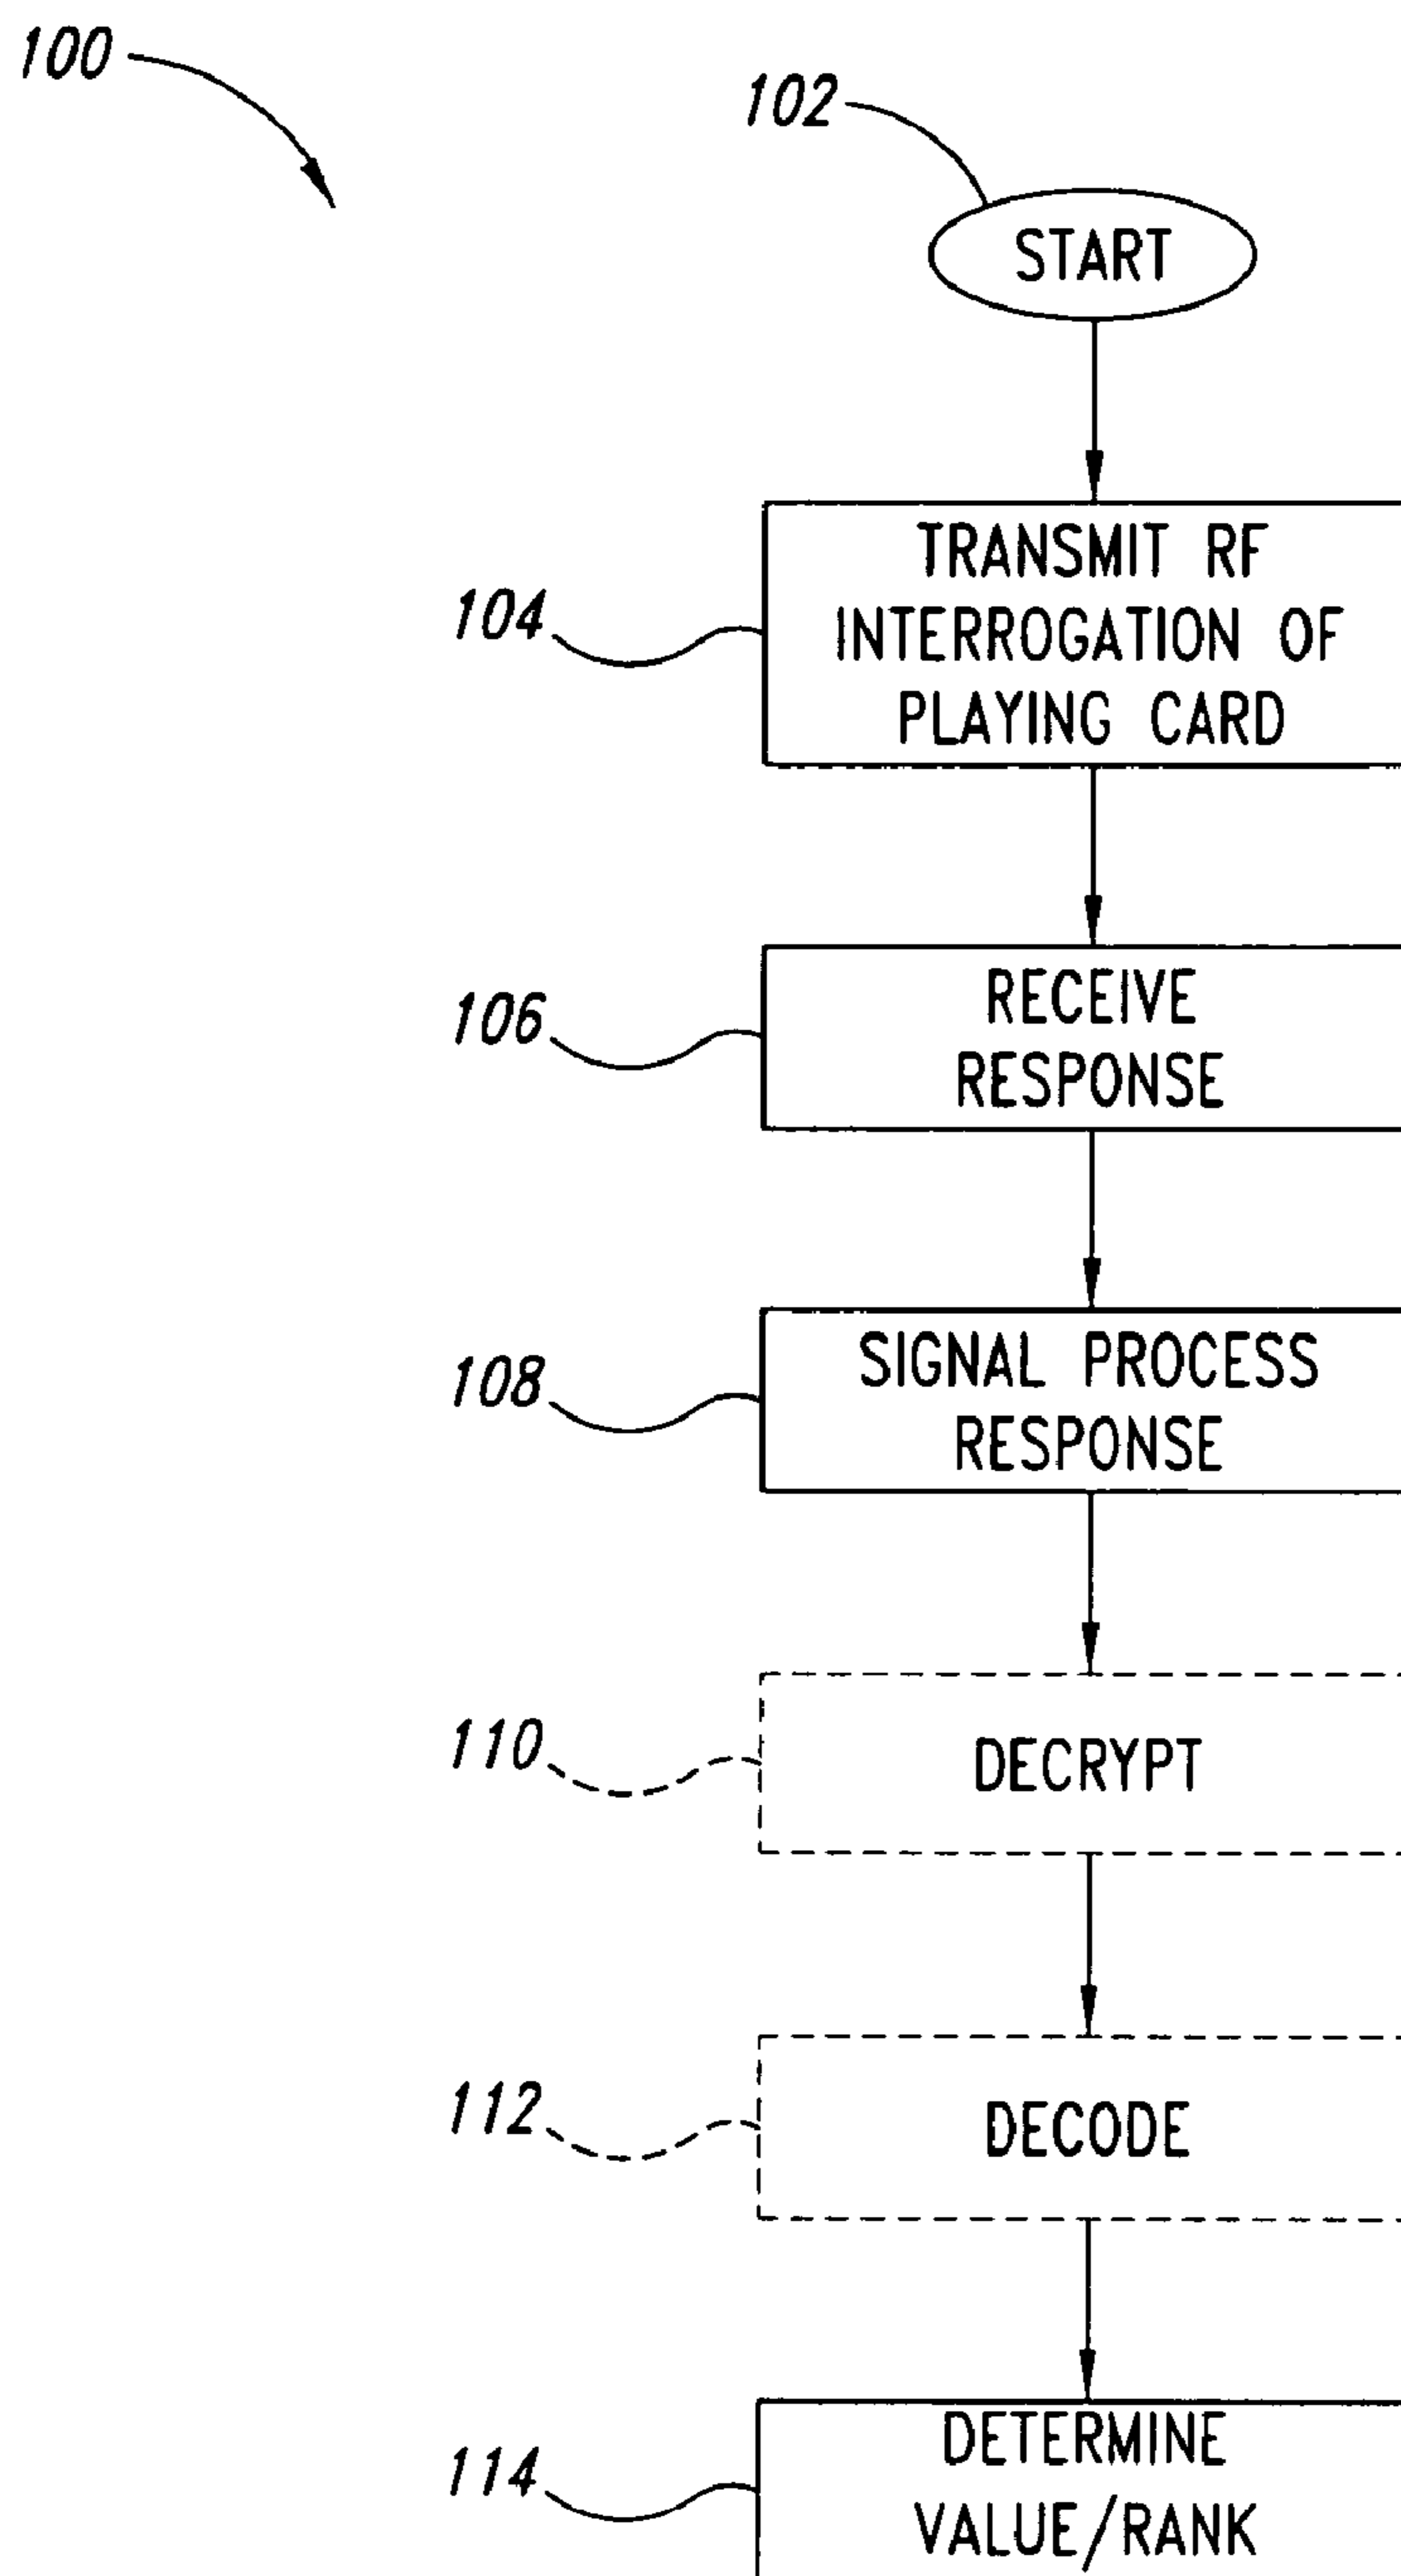 100
102
START
104
TRANSMIT RF
INTERROGATION OF
PLAYING CARD
106
RECEIVE
RESPONSE
108
SIGNAL PROCESS
RESPONSE
110
DECRYPT
112
DECODE
114
DETERMINE
VALUE/RANK